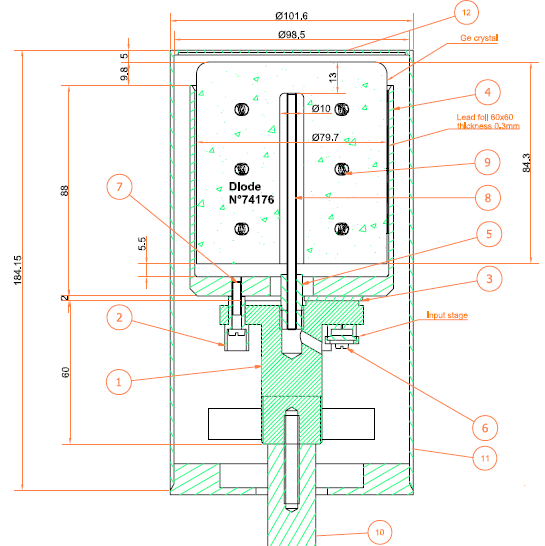 Ø101.6
12
Ø98.5
Ge crystal
5
9.8
13
4
Ø10
Lead foil 60x60
thickness 0.3mm
Ø79.7
84.3
9
7
Diode
N°74176
8
88
5
5.5
184.15
3
2
2
Input stage
1
60
6
11
10